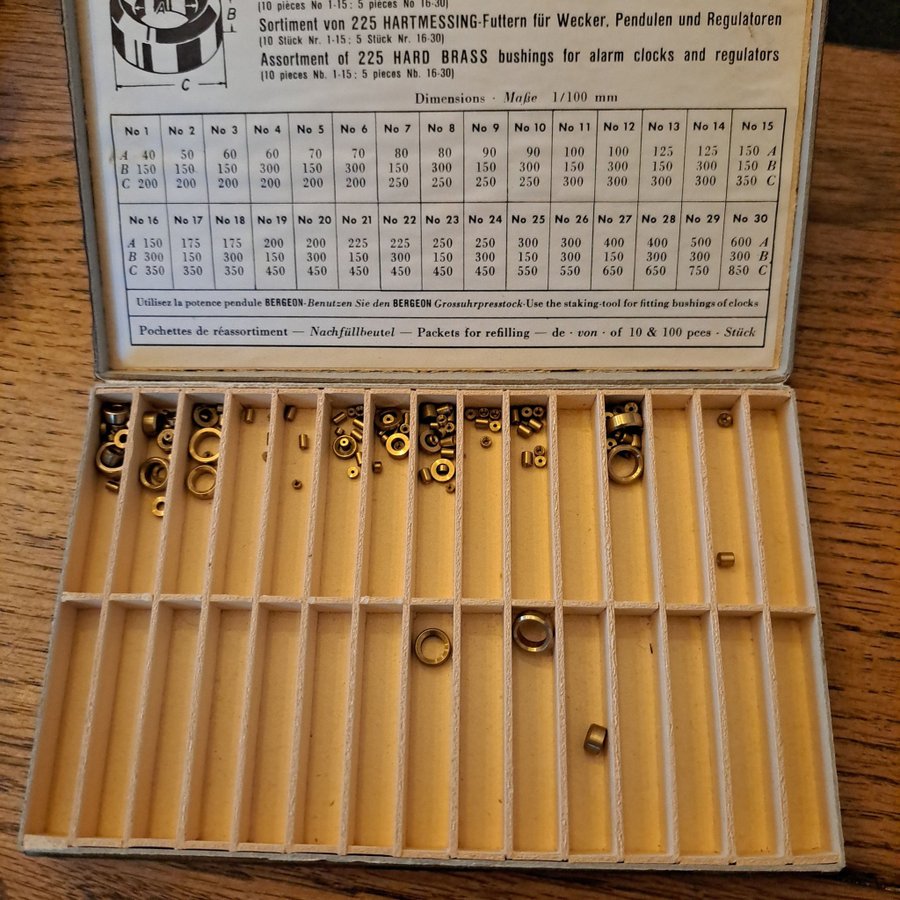 A
B
C
(10 pièces No 1-15 ; 5 pièces No 16-30)
Sortiment von 225 HARTMESSING-Futtern für Wecker, Pendulen und Regulatoren
(10 Stück Nr. 1-15 ; 5 Stück Nr. 16-30)
Assortment of 225 HARD BRASS bushings for alarm clocks and regulators
(10 pieces Nb. 1-15 ; 5 pieces Nb. 16-30)
Dimensions - Maße 1/100 mm
No 1 No 2 No 3 No 4 No 5 No 6 No 7 No 8 No 9 No 10 No 11 No 12 No 13 No 14 No 15
A 40 50 60 60 70 70 80 80 90 90 100 100 125 125 150 A
B 150 150 150 300 150 300 150 300 150 300 150 300 150 300 150 B
C 200 200 200 200 200 200 250 250 250 250 300 300 300 300 350 C
No 16 No 17 No 18 No 19 No 20 No 21 No 22 No 23 No 24 No 25 No 26 No 27 No 28 No 29 No 30
A 150 175 175 200 200 225 225 250 250 300 300 400 400 500 600 A
B 300 150 300 150 300 150 300 150 300 150 300 150 300 300 300 B
C 350 350 350 450 450 450 450 450 450 550 550 650 650 750 850 C
Utilisez la potence pendule BERGEON-Benutzen Sie den BERGEON Grossuhrpresstock-Use the staking-tool for fitting bushings of clocks
Pochettes de réassortiment — Nachfüllbeutel — Packets for refilling — de · von · of 10 & 100 pces · Stück